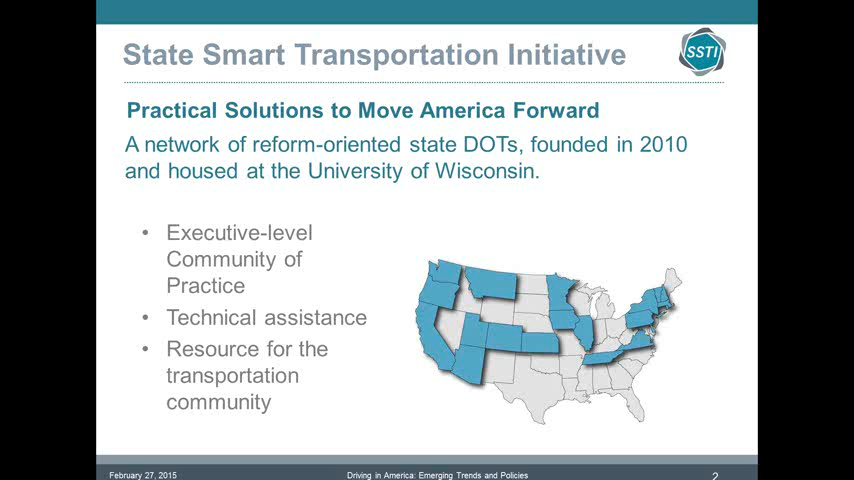 State Smart Transportation Initiative
SSTI
Practical Solutions to Move America Forward
A network of reform-oriented state DOTs, founded in 2010
and housed at the University of Wisconsin.
• Executive-level
Community of
Practice
• Technical assistance
• Resource for the
transportation
community
February 27, 2015
Driving in America: Emerging Trends and Policies
2